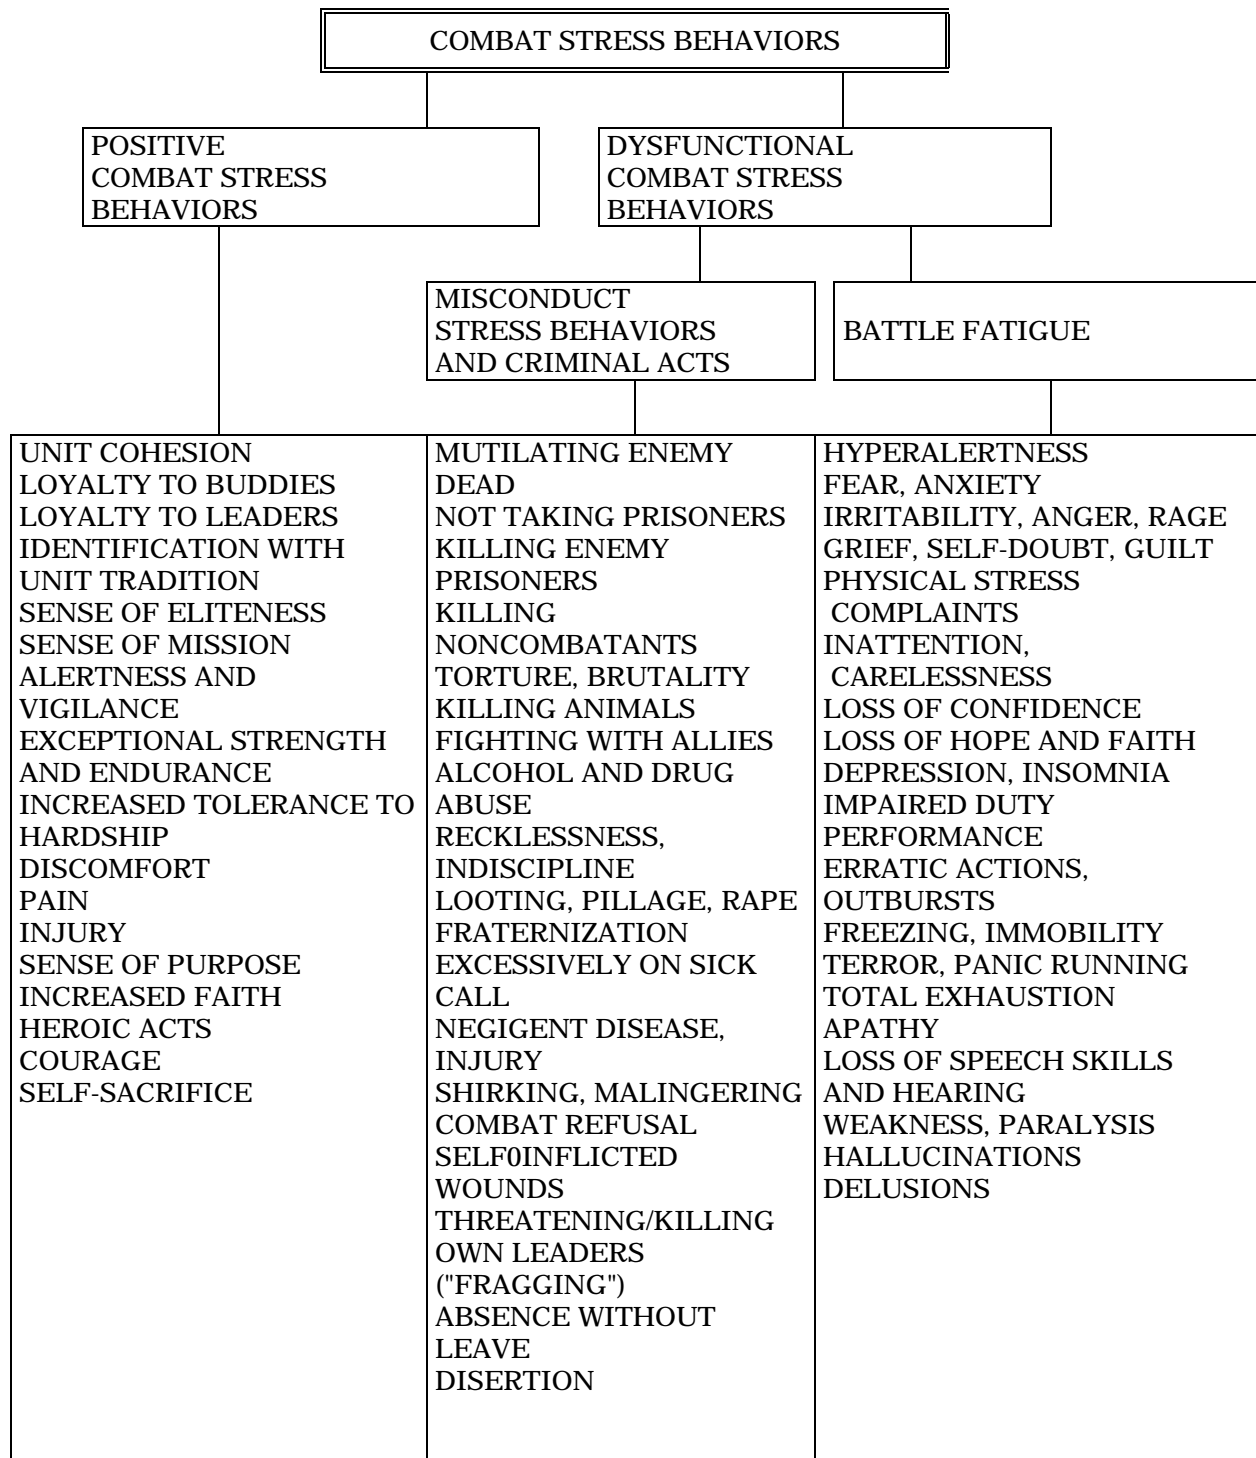 COMBAT STRESS BEHAVIORS
POSITIVE
COMBAT STRESS
BEHAVIORS
DYSFUNCTIONAL
COMBAT STRESS
BEHAVIORS
MISCONDUCT
STRESS BEHAVIORS
AND CRIMINAL ACTS
BATTLE FATIGUE
UNIT COHESION
LOYALTY TO BUDDIES
LOYALTY TO LEADERS
IDENTIFICATION WITH
UNIT TRADITION
SENSE OF ELITENESS
SENSE OF MISSION
ALERTNESS AND
VIGILANCE
EXCEPTIONAL STRENGTH
AND ENDURANCE
INCREASED TOLERANCE TO
HARDSHIP
DISCOMFORT
PAIN
INJURY
SENSE OF PURPOSE
INCREASED FAITH
HEROIC ACTS
COURAGE
SELF-SACRIFICE
MUTILATING ENEMY
DEAD
NOT TAKING PRISONERS
KILLING ENEMY
PRISONERS
KILLING
NONCOMBATANTS
TORTURE, BRUTALITY
KILLING ANIMALS
FIGHTING WITH ALLIES
ALCOHOL AND DRUG
ABUSE
RECKLESSNESS,
INDISCIPLINE
LOOTING, PILLAGE, RAPE
FRATERNIZATION
EXCESSIVELY ON SICK
CALL
NEGIGENT DISEASE,
INJURY
SHIRKING, MALINGERING
COMBAT REFUSAL
SELF0INFLICTED
WOUNDS
THREATENING/KILLING
OWN LEADERS
("FRAGGING")
ABSENCE WITHOUT
LEAVE
DISERTION
HYPERALERTNESS
FEAR, ANXIETY
IRRITABILITY, ANGER, RAGE
GRIEF, SELF-DOUBT, GUILT
PHYSICAL STRESS
COMPLAINTS
INATTENTION,
CARELESSNESS
LOSS OF CONFIDENCE
LOSS OF HOPE AND FAITH
DEPRESSION, INSOMNIA
IMPAIRED DUTY
PERFORMANCE
ERRATIC ACTIONS,
OUTBURSTS
FREEZING, IMMOBILITY
TERROR, PANIC RUNNING
TOTAL EXHAUSTION
APATHY
LOSS OF SPEECH SKILLS
AND HEARING
WEAKNESS, PARALYSIS
HALLUCINATIONS
DELUSIONS